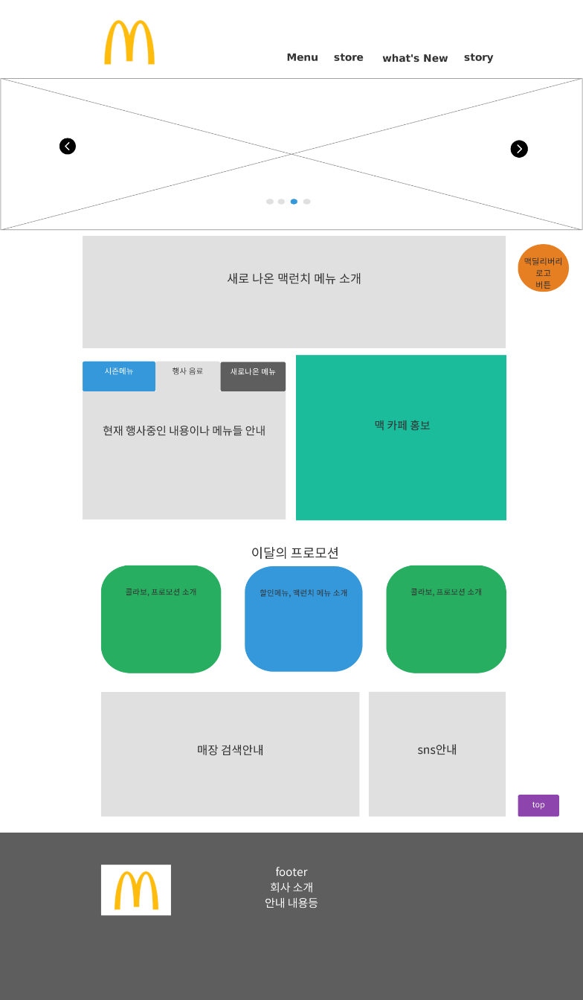 Menu store what's New story
새로 나온 맥런치 메뉴 소개
맥딜리버리
로고
버튼
시즌메뉴 행사 음료 새로나온 메뉴
현재 행사중인 내용이나 메뉴들 안내
맥 카페 홍보
이달의 프로모션
콜라보, 프로모션 소개
할인메뉴, 맥런치 메뉴 소개
콜라보, 프로모션 소개
매장 검색안내
sns안내
top
footer
회사 소개
안내 내용등